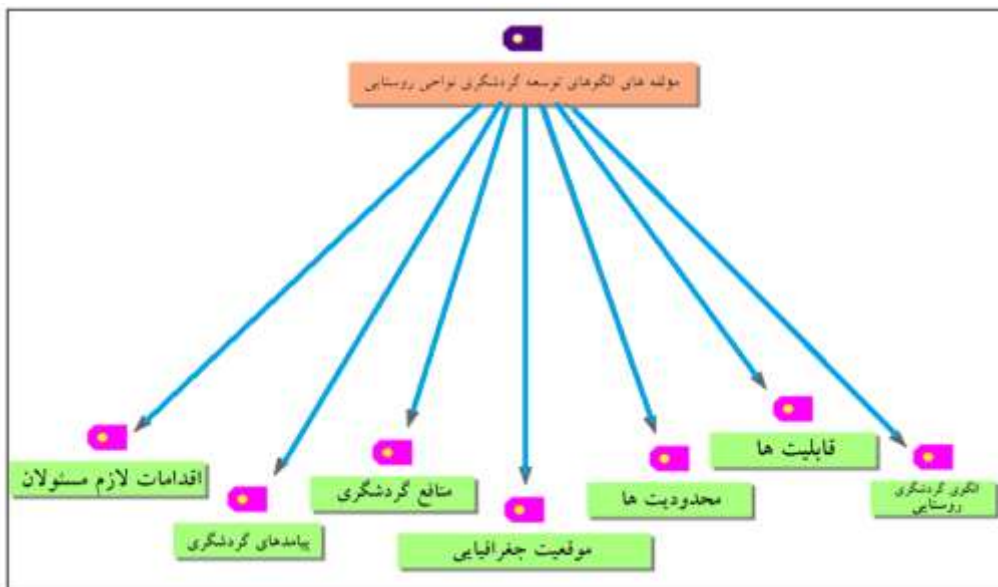 مؤلفه های الگوهای توسعه گردشگری نواحی روستایی
قابلیت ها
الگوی گردشگری
روستایی
محدودیت ها
موقعیت جغرافیایی
منافع گردشگری
پیامدهای گردشگری
اقدامات لازم مسئولان